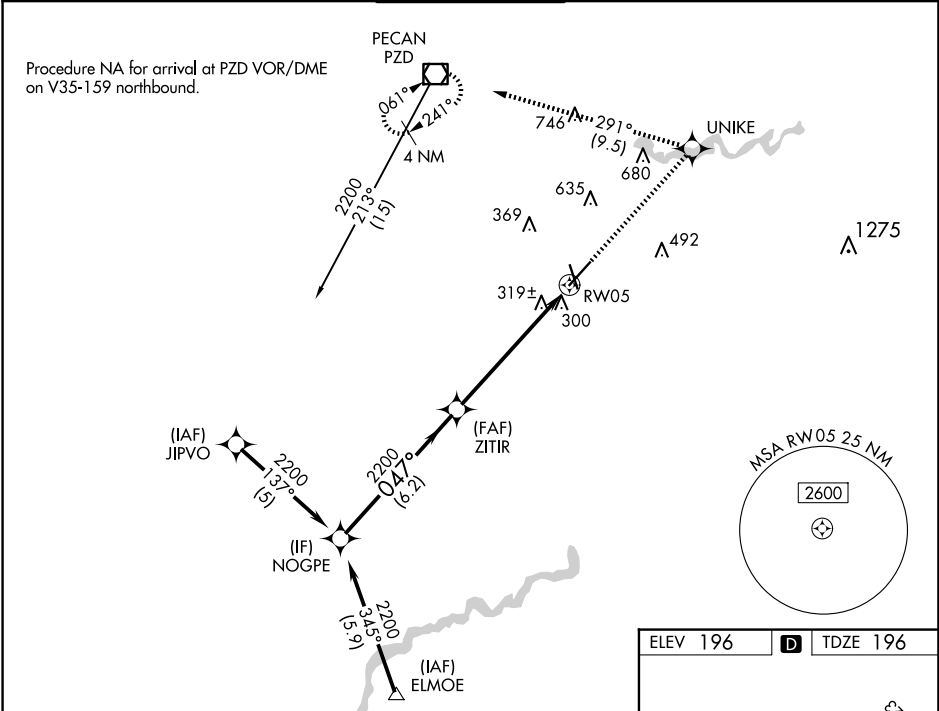 PECAN
PZD
Procedure NA for arrival at PZD VOR/DME
on V35-159 northbound.
061°
241°
4 NM
2200
213°
(15)
746
291°
(9.5)
UNIKE
680
635
369
492
1275
319±
RW05
300
(FAF)
ZITIR
(IAF)
JIPVO
2200
137°
(5)
2200
047°
(6.2)
(IF)
NOGPE
2200
345°
(5.9)
(IAF)
ELMOE
MSA RW05 25 NM
2600
ELEV 196 D TDZE 196